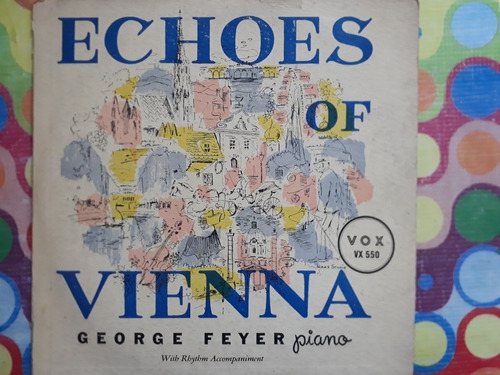 ECHOES
OF
VOX
VX 550
VIENNA
GEORGE FEYER piano
With Rhythm Accompaniment